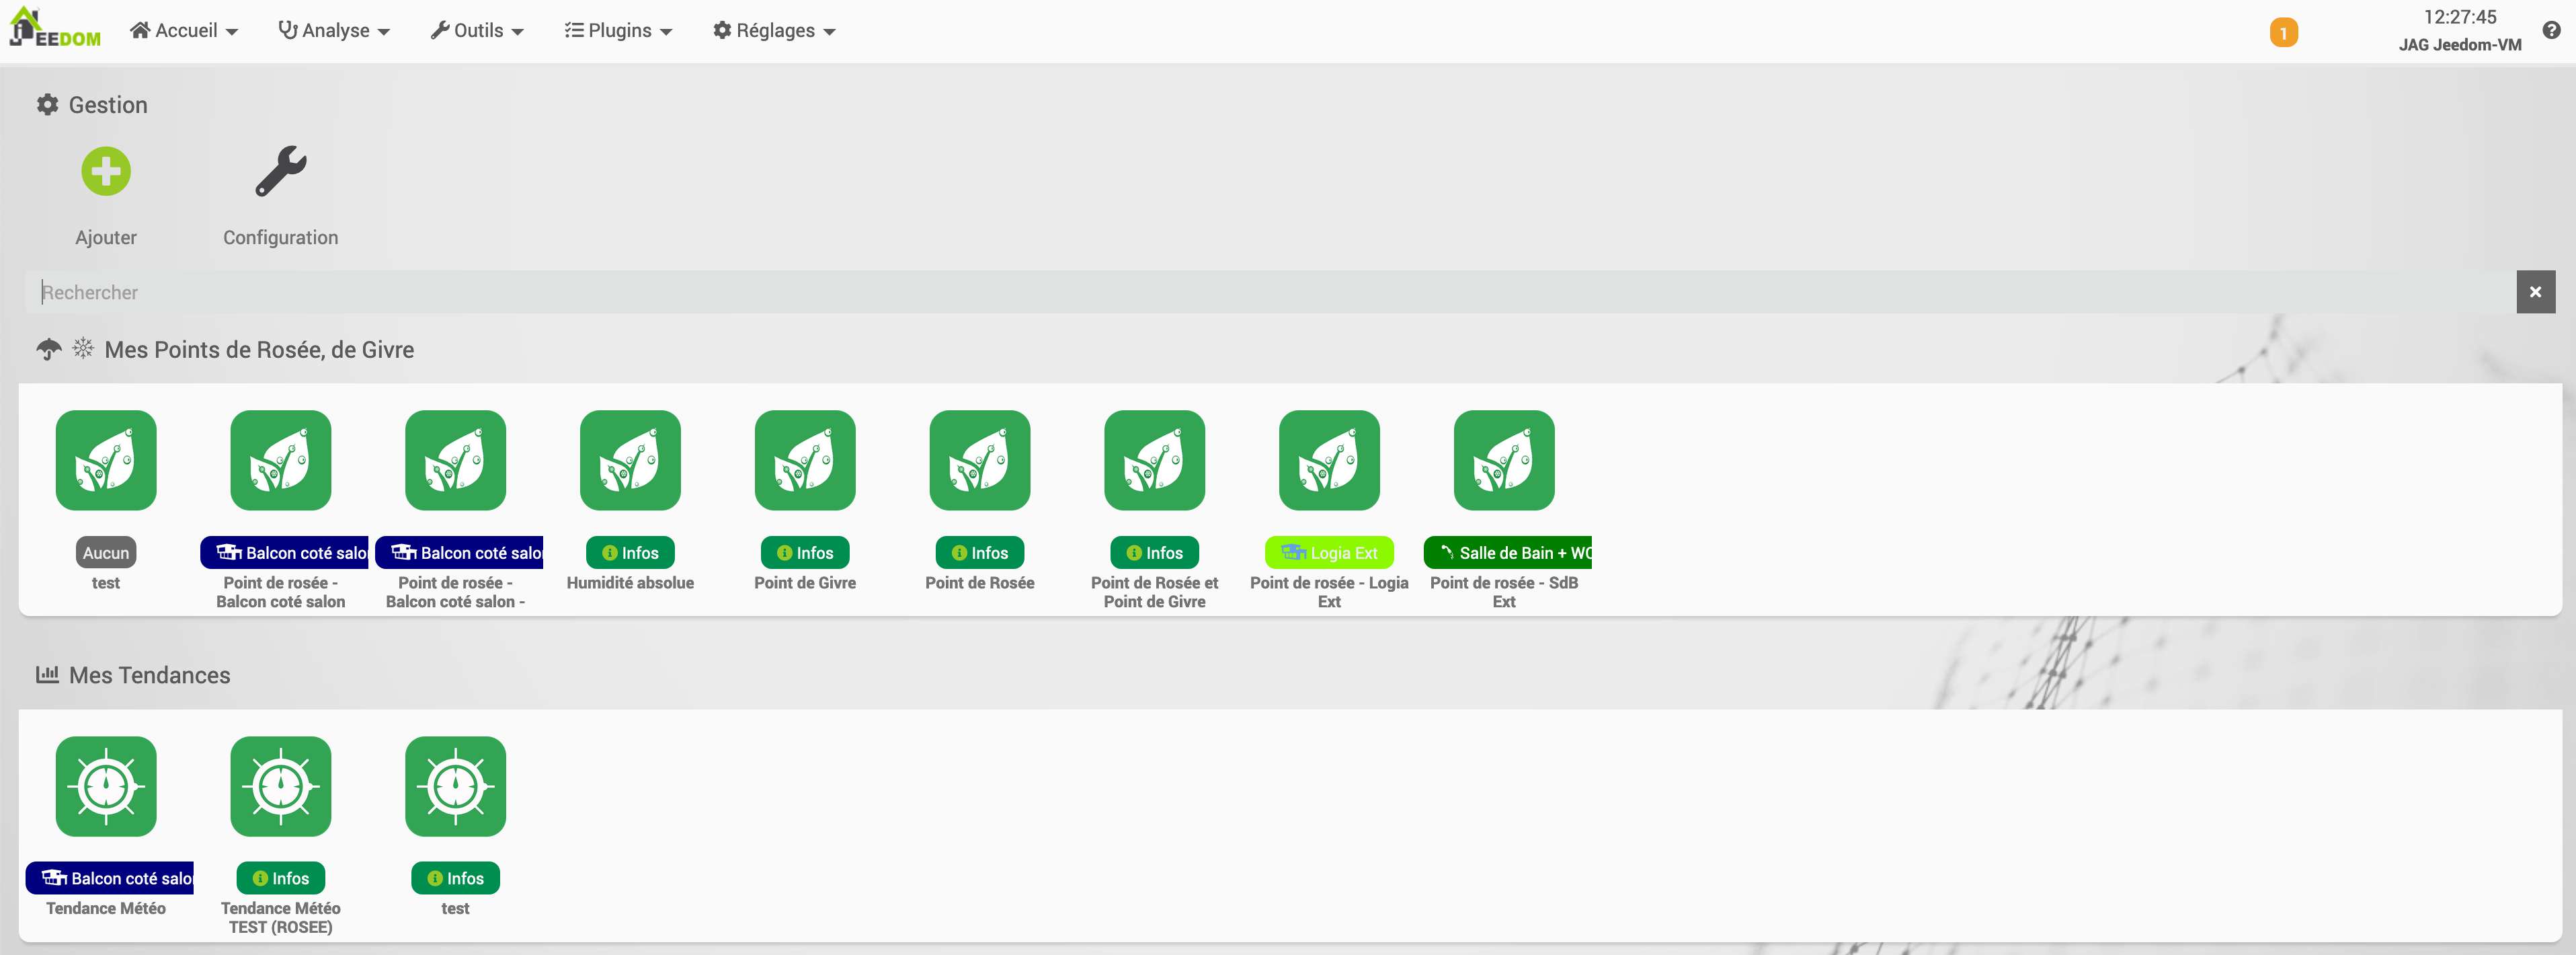 JEEDOM Accueil Analyse Outils Plugins Réglages 1 12:27:45
JAG Jeedom-VM
Gestion
Ajouter Configuration
Rechercher
Mes Points de Rosée, de Givre
Aucun
test
Balcon coté salo
Point de rosée -
Balcon coté salon
Balcon coté salo
Point de rosée -
Balcon coté salon -
Infos
Humidité absolue
Infos
Point de Givre
Infos
Point de Rosée
Infos
Point de Rosée et
Point de Givre
Logia Ext
Point de rosée - Logia
Ext
Salle de Bain + WC
Point de rosée - SdB
Ext
Mes Tendances
Balcon coté salo
Tendance Météo
Infos
Tendance Météo
TEST (ROSEE)
Infos
test